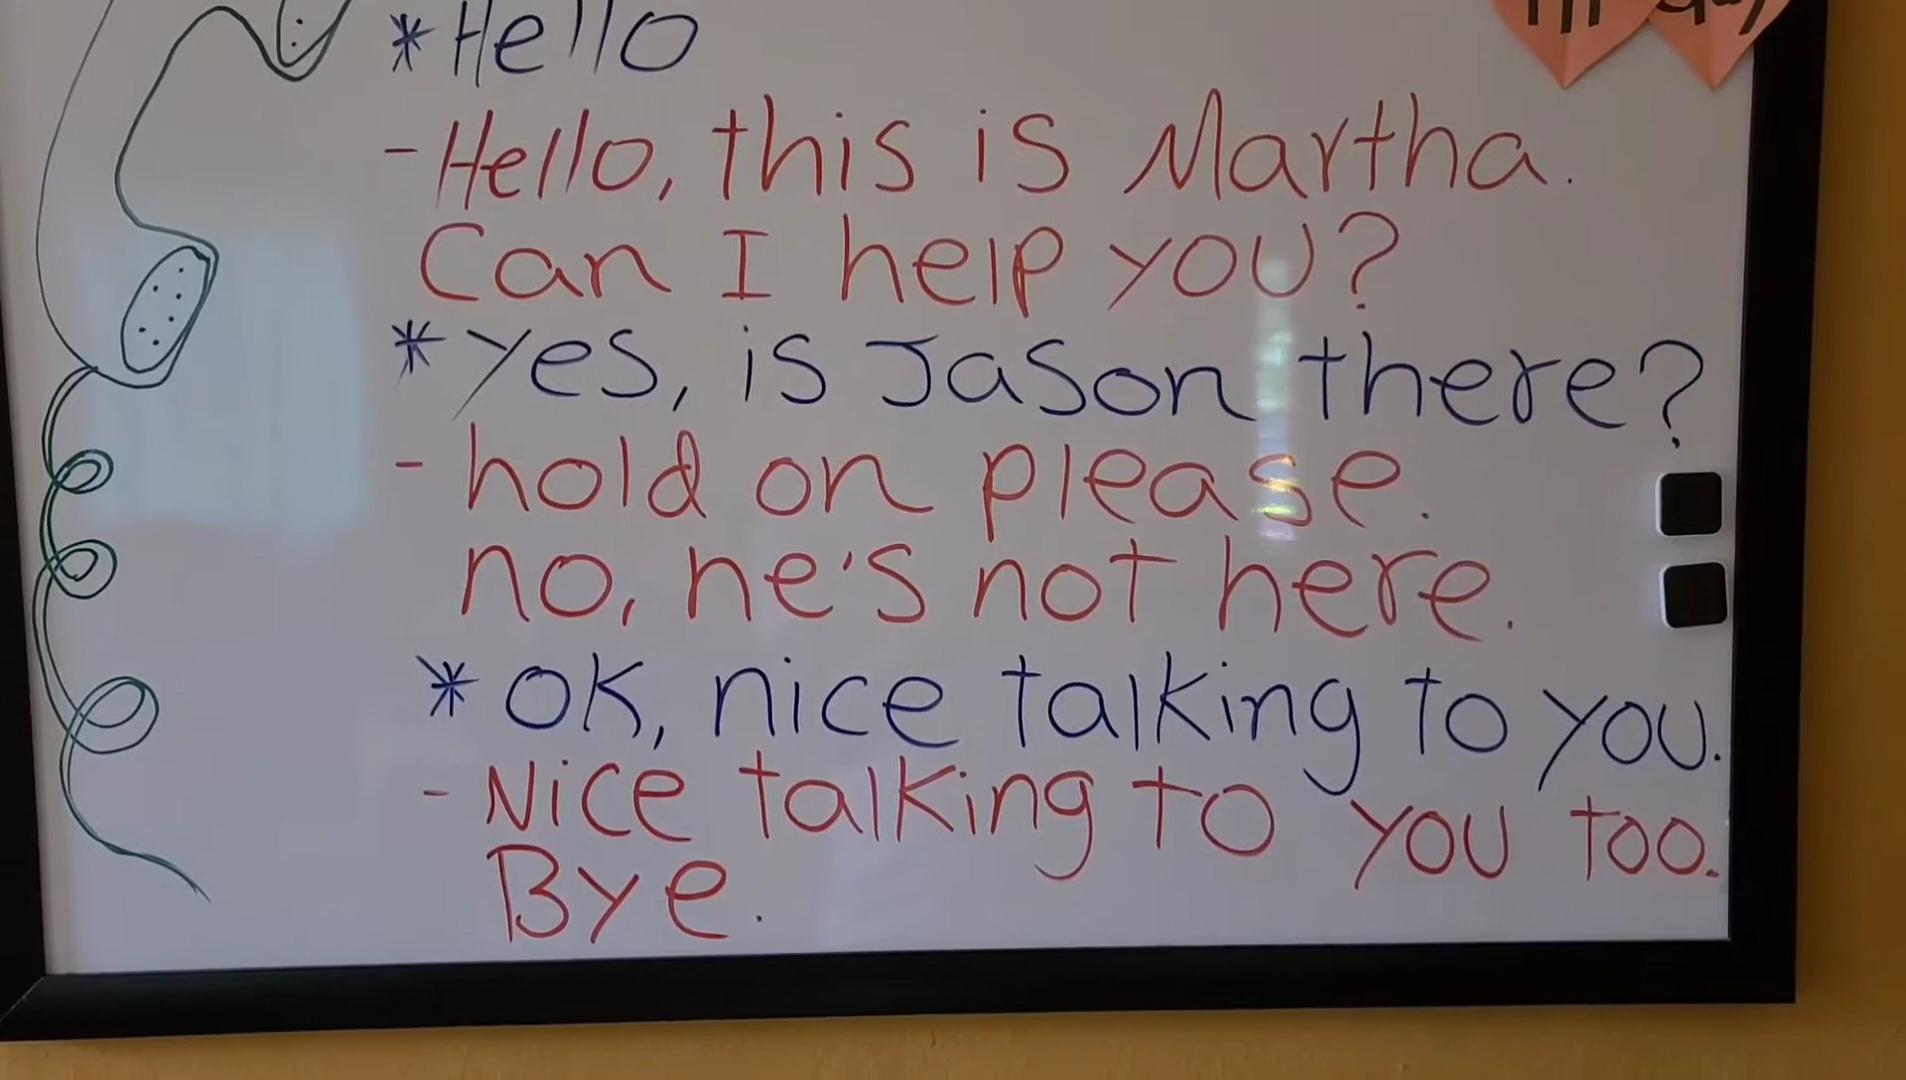 *Hello
-Hello, this is Martha.
Can I help you?
*Yes, is Jason there?
- hold on please.
no, he's not here.
* OK, nice talking to you.
- Nice talking to you too.
Bye.